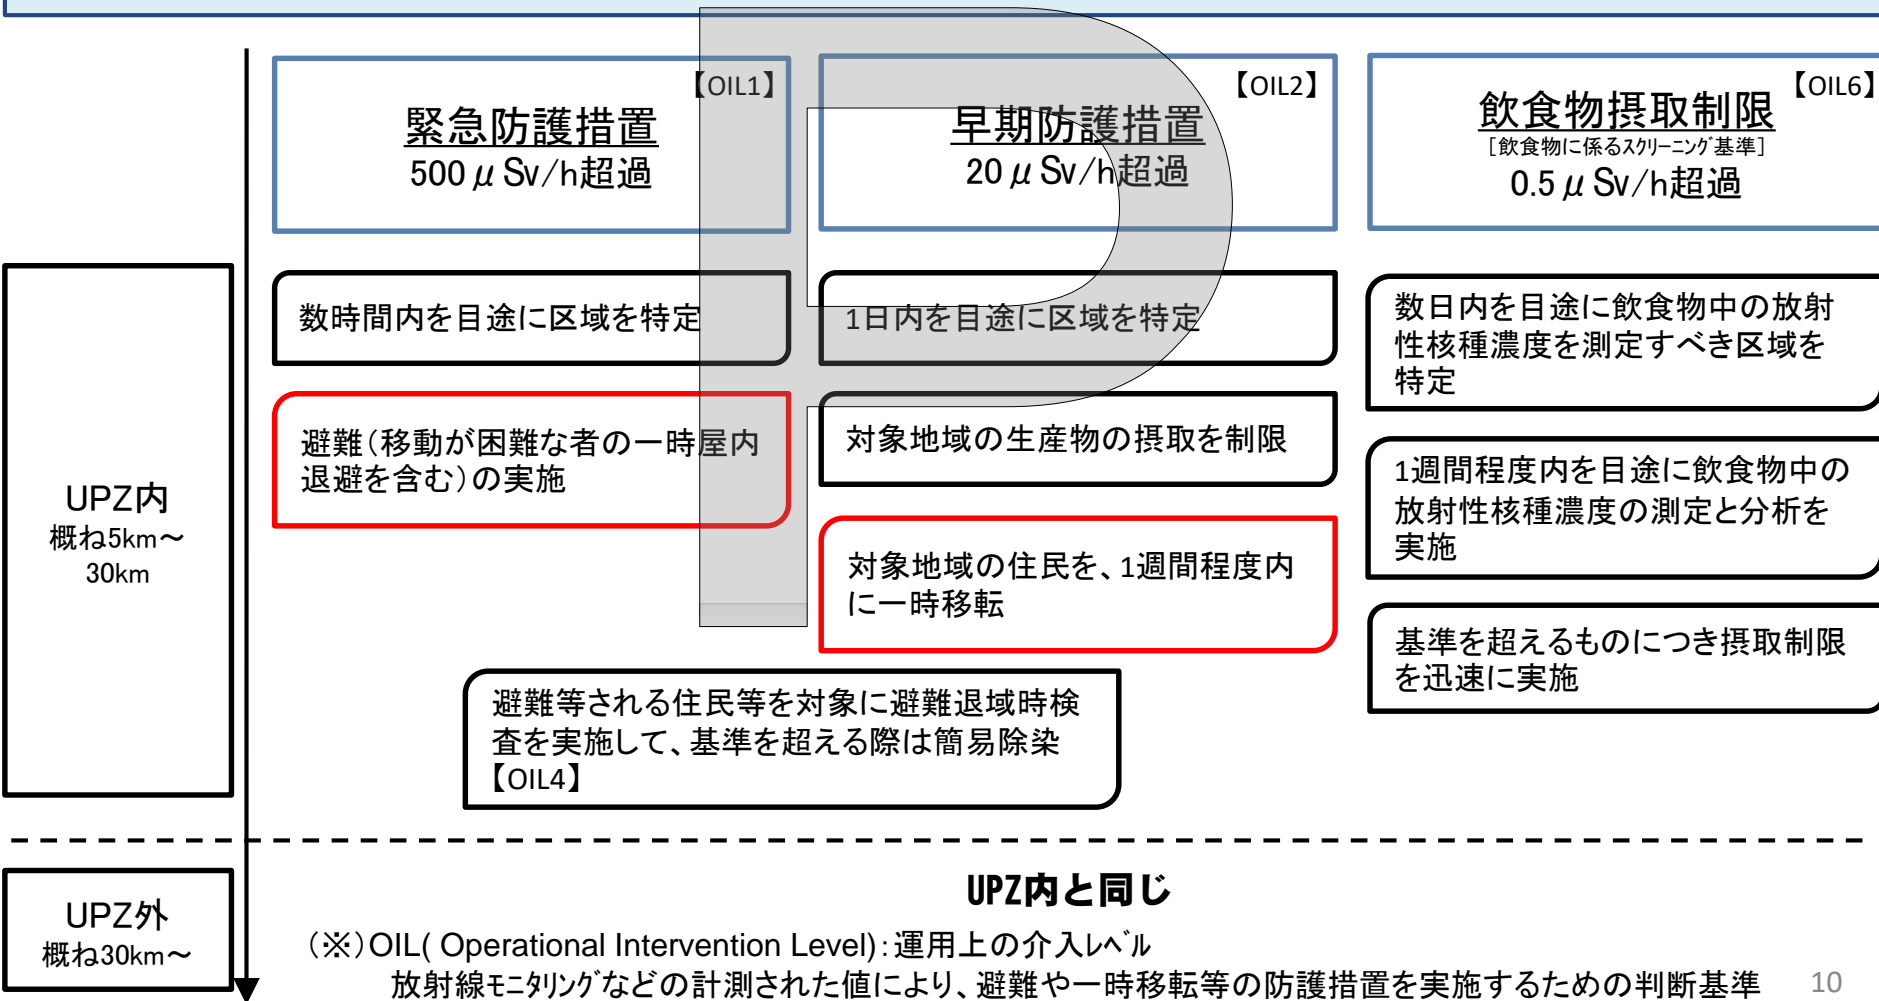 【OIL1】
緊急防護措置
500μSv/h超過
【OIL2】
早期防護措置
20μSv/h超過
【OIL6】
飲食物摂取制限
[飲食物に係るスクリーニング基準]
0.5μSv/h超過
UPZ内
概ね5km～
30km
数時間内を目途に区域を特定
避難（移動が困難な者の一時屋内
退避を含む）の実施
1日内を目途に区域を特定
対象地域の生産物の摂取を制限
対象地域の住民を、1週間程度内
に一時移転
数日内を目途に飲食物中の放射
性核種濃度を測定すべき区域を
特定
1週間程度内を目途に飲食物中の
放射性核種濃度の測定と分析を
実施
基準を超えるものにつき摂取制限
を迅速に実施
避難等される住民等を対象に避難退域時検
査を実施して、基準を超える際は簡易除染
【OIL4】
UPZ外
概ね30km～
UPZ内と同じ
（※）OIL( Operational Intervention Level)：運用上の介入レベル
放射線モニタリングなどの計測された値により、避難や一時移転等の防護措置を実施するための判断基準
10